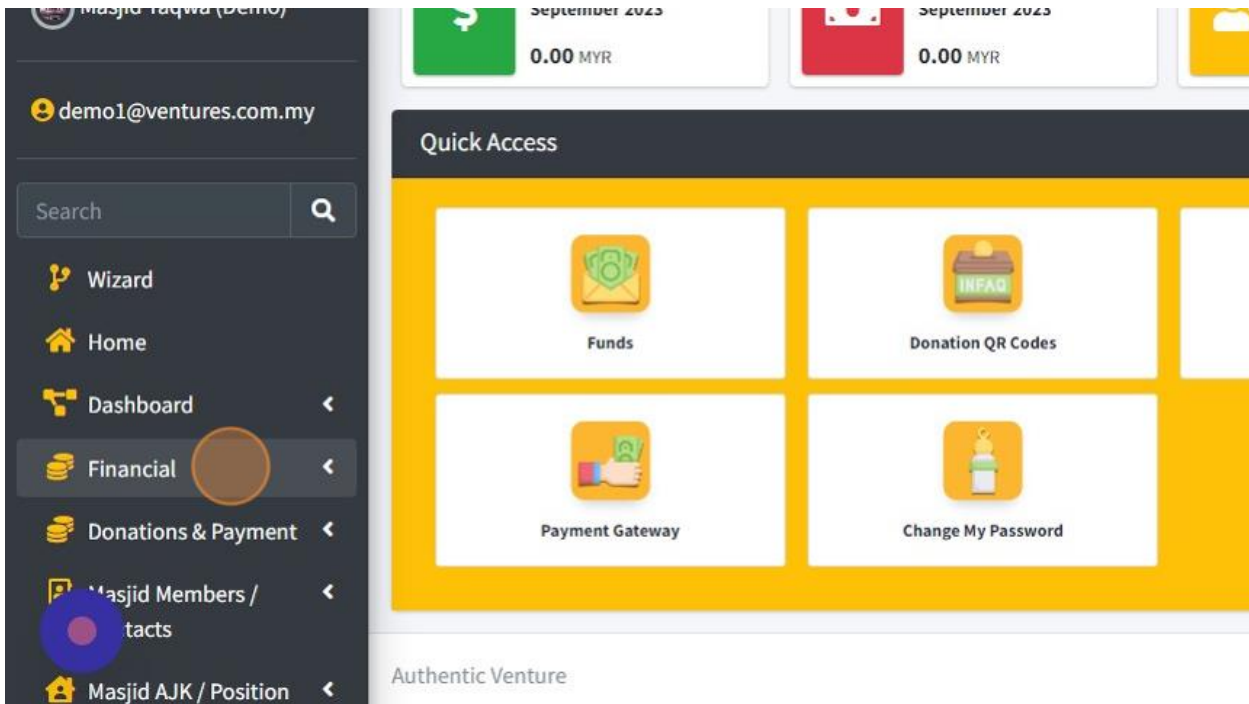 Masjid Taqwa (Demo)
demo1@ventures.com.my
Search
Wizard
Home
Dashboard
Financial
Donations & Payment
Masjid Members /
tacts
Masjid AJK / Position
September 2023
0.00 MYR
September 2023
0.00 MYR
Quick Access
Funds
INFAQ
Donation QR Codes
Payment Gateway
Change My Password
Authentic Venture